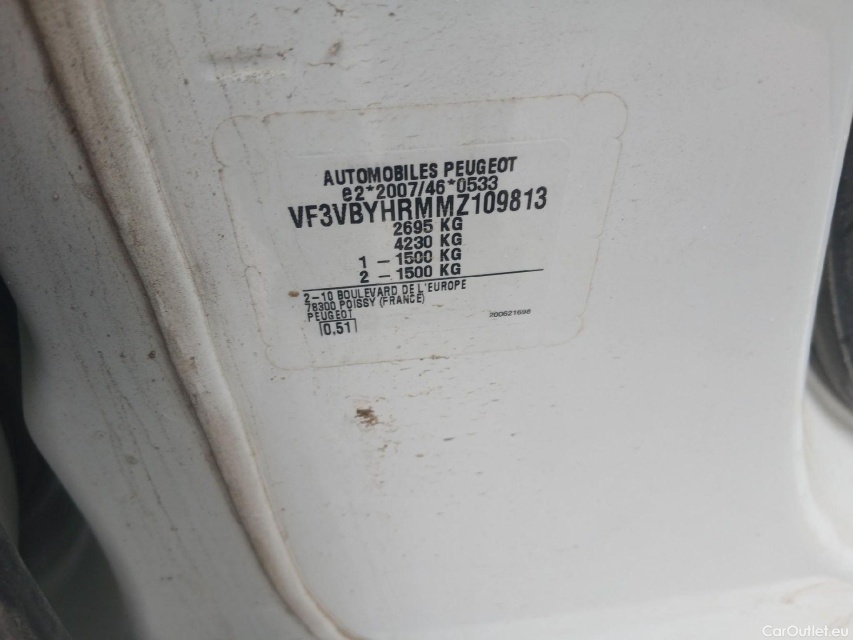 AUTOMOBILES PEUGEOT
e2*2007/46*0533
VF3VBYHRMMZ109813
2695 KG
4230 KG
1 - 1500 KG
2 - 1500 KG
2-10 BOULEVARD DE L'EUROPE
78300 POISSY (FRANCE)
PEUGEOT
0.51
200621698
CarOutlet.eu